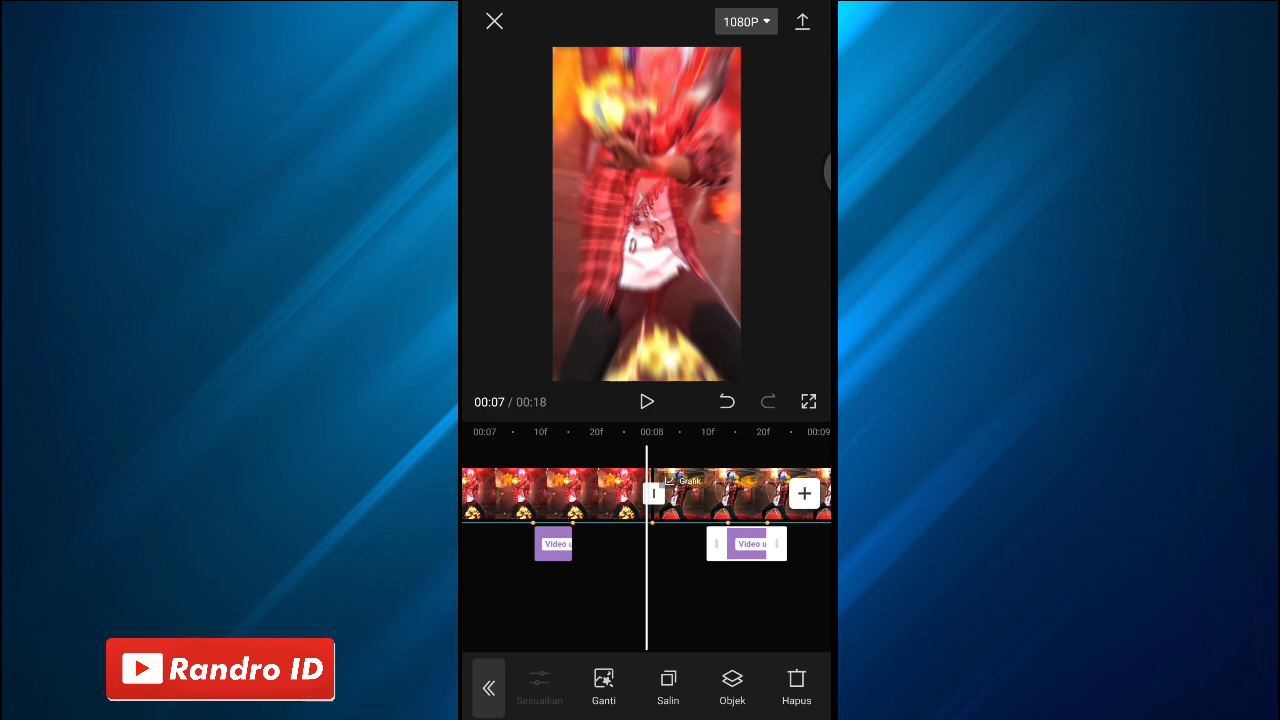 1080P
00:07 / 00:18
00:07 10f 20f 00:08 10f 20f 00:09
Grafik
Video u
Video u
Sesuaikan Ganti Salin Objek Hapus
Randro ID